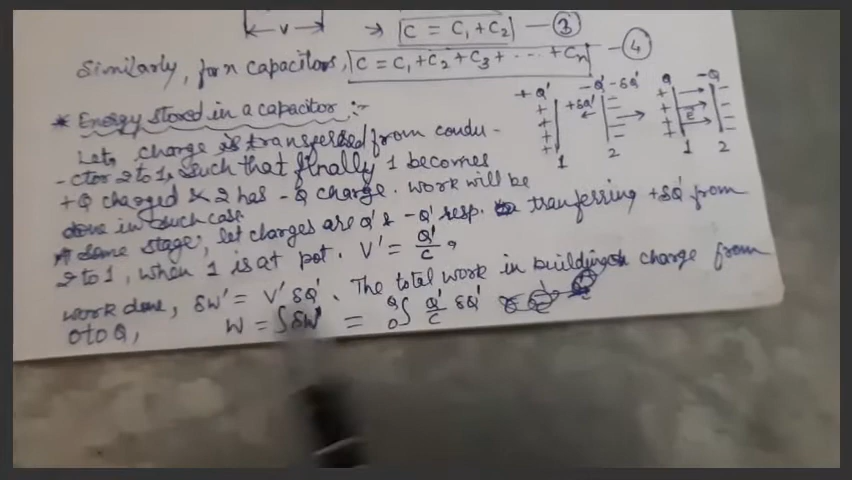 V
→ C = C₁ + C₂ — ③
Similarly, for n capacitors, C = C₁ + C₂ + C₃ + ... + Cn — ④
* Energy stored in a capacitor :-
+Q' +δQ' -Q' -δQ' Q -Q
E
1 2 1 2
Let, charge is transferred from condu -
- ctor 2 to 1, such that finally 1 becomes
+Q charged & 2 has -Q charge. Work will be
done in such case
At some stage, let charges are Q' & -Q' resp. tranferring +δQ' from
2 to 1, when 1 is at pot. V' = Q'/C,
work done, δW' = V' δQ'. The total work in building charge from
0 to Q, W = ∫δW' = ₀∫^Q Q'/C δQ'